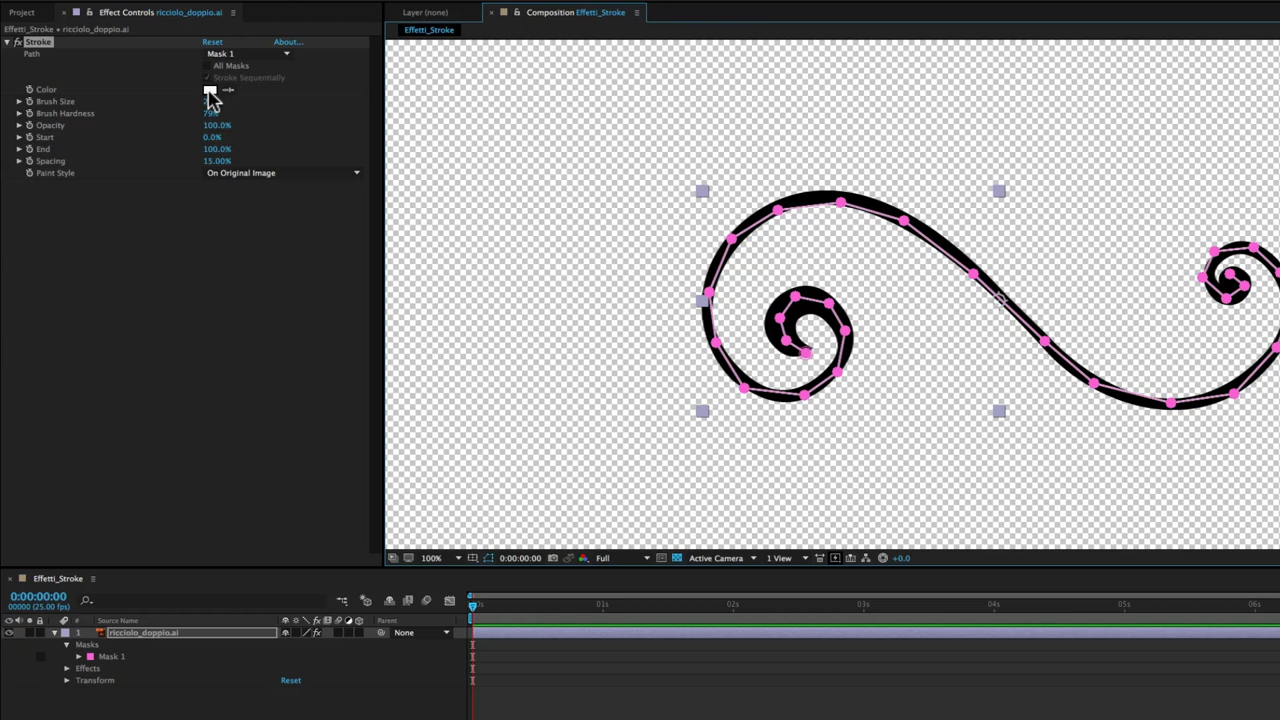 Project
Effect Controls ricciolo_doppio.ai
Layer (none)
Composition Effetti_Stroke
Effetti_Stroke • ricciolo_doppio.ai
Effetti_Stroke
fx Stroke
Reset
About...
Path
Mask 1
All Masks
Stroke Sequentially
Color
Brush Size
Brush Hardness
Opacity
100.0%
Start
0.0%
End
100.0%
Spacing
15.00%
Paint Style
On Original Image
100%
0:00:00:00
Full
Active Camera
1 View
+0.0
Effetti_Stroke
0:00:00:00
00000 (25.00 fps)
01s
02s
03s
04s
05s
06s
#
Source Name
Parent
1
ricciolo_doppio.ai
None
Masks
Mask 1
Effects
Transform
Reset